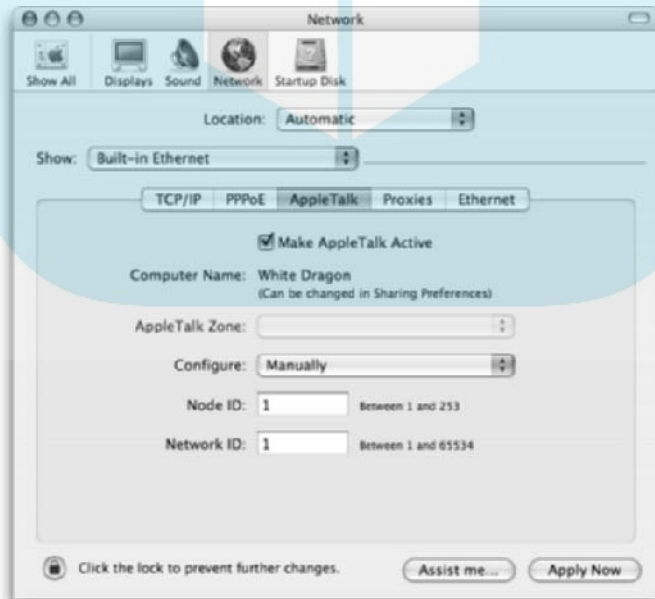 Network
Show All Displays Sound Network Startup Disk
Location: Automatic
Show: Built-in Ethernet
TCP/IP PPPoE AppleTalk Proxies Ethernet
Make AppleTalk Active
Computer Name: White Dragon
(Can be changed in Sharing Preferences)
AppleTalk Zone:
Configure: Manually
Node ID: 1 Between 1 and 253
Network ID: 1 Between 1 and 65534
Click the lock to prevent further changes. Assist me... Apply Now